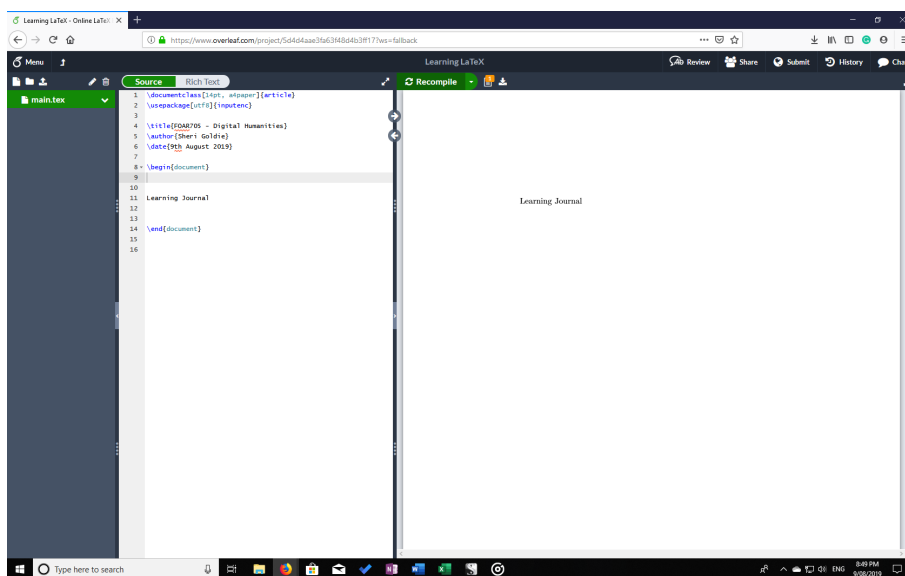 Learning LaTeX - Online LaTeX
https://www.overleaf.com/project/5d4d4aae3fa63f48d4b3ff17?ws=fallback
Menu
Learning LaTeX
Review
Share
Submit
History
Cha
Source
Rich Text
Recompile
main.tex
1 \documentclass[14pt, a4paper]{article}
2 \usepackage[utf8]{inputenc}
3
4 \title{FOAR705 - Digital Humanities}
5 \author{Sheri Goldie}
6 \date{9th August 2019}
7
8 \begin{document}
9
10
11 Learning Journal
12
13
14 \end{document}
15
16
Learning Journal
Type here to search
ENG
8:49 PM
9/08/2019